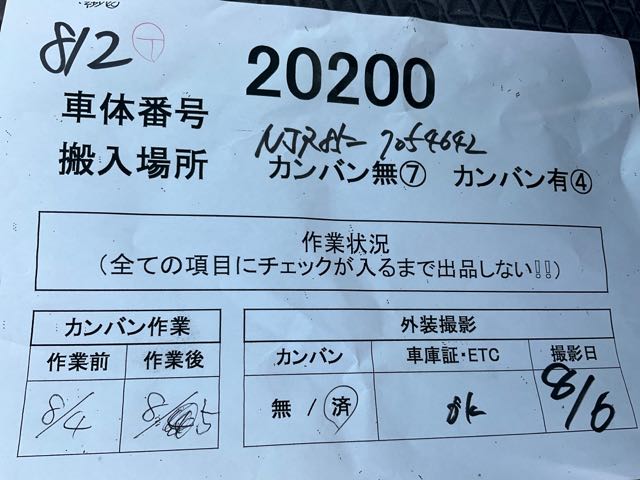 812 T
20200
車体番号 NJR85- 7054642
搬入場所 カンバン無⑦ カンバン有④
作業状況
(全ての項目にチェックが入るまで出品しない!!)
カンバン作業
作業前 作業後
8/4 8/5
外装撮影
カンバン 車庫証・ETC 撮影日
無 / 済 ok 8/6